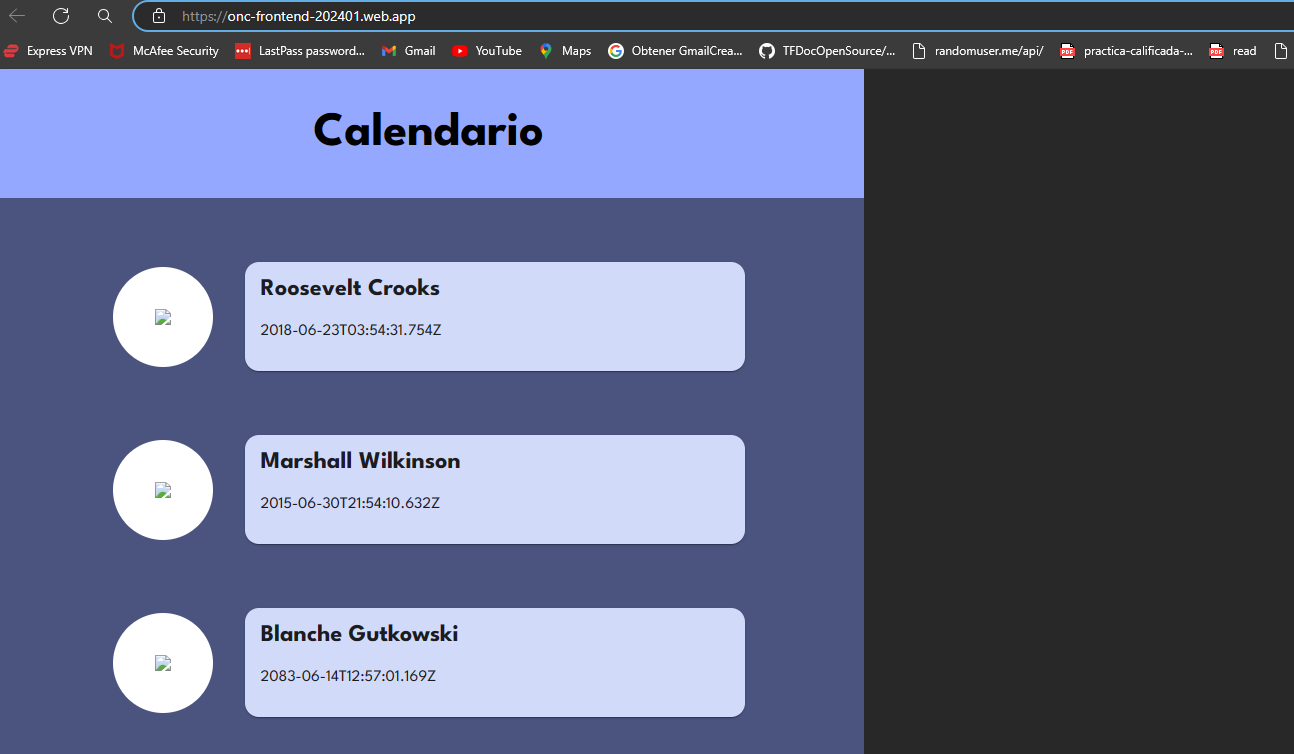 https://onc-frontend-202401.web.app
Express VPN McAfee Security LastPass password... Gmail YouTube Maps Obtener GmailCrea... TFDocOpenSource/... randomuser.me/api/ PDF practica-calificada-... PDF read
Calendario
Roosevelt Crooks
2018-06-23T03:54:31.754Z
Marshall Wilkinson
2015-06-30T21:54:10.632Z
Blanche Gutkowski
2083-06-14T12:57:01.169Z